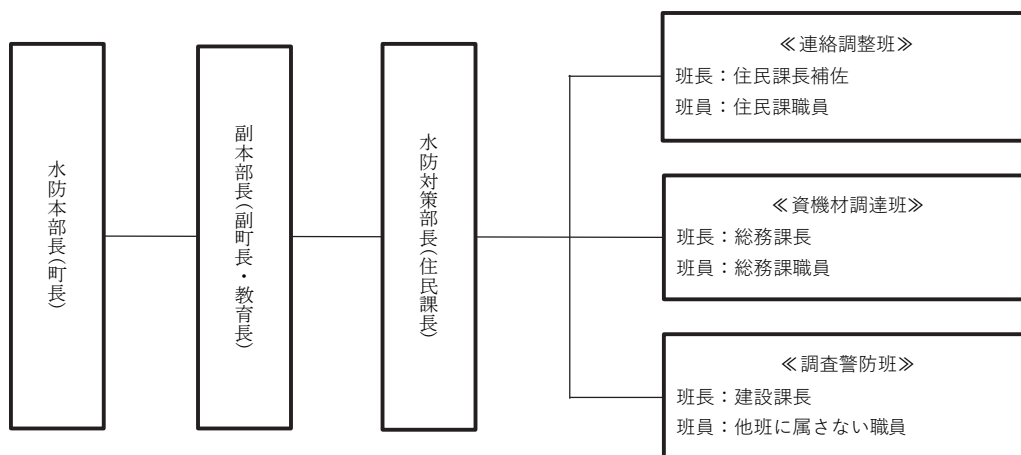 水防本部長(町長)
副本部長(副町長・教育長)
水防対策部長(住民課長)
≪連絡調整班≫
班長：住民課長補佐
班員：住民課職員
≪資機材調達班≫
班長：総務課長
班員：総務課職員
≪調査警防班≫
班長：建設課長
班員：他班に属さない職員